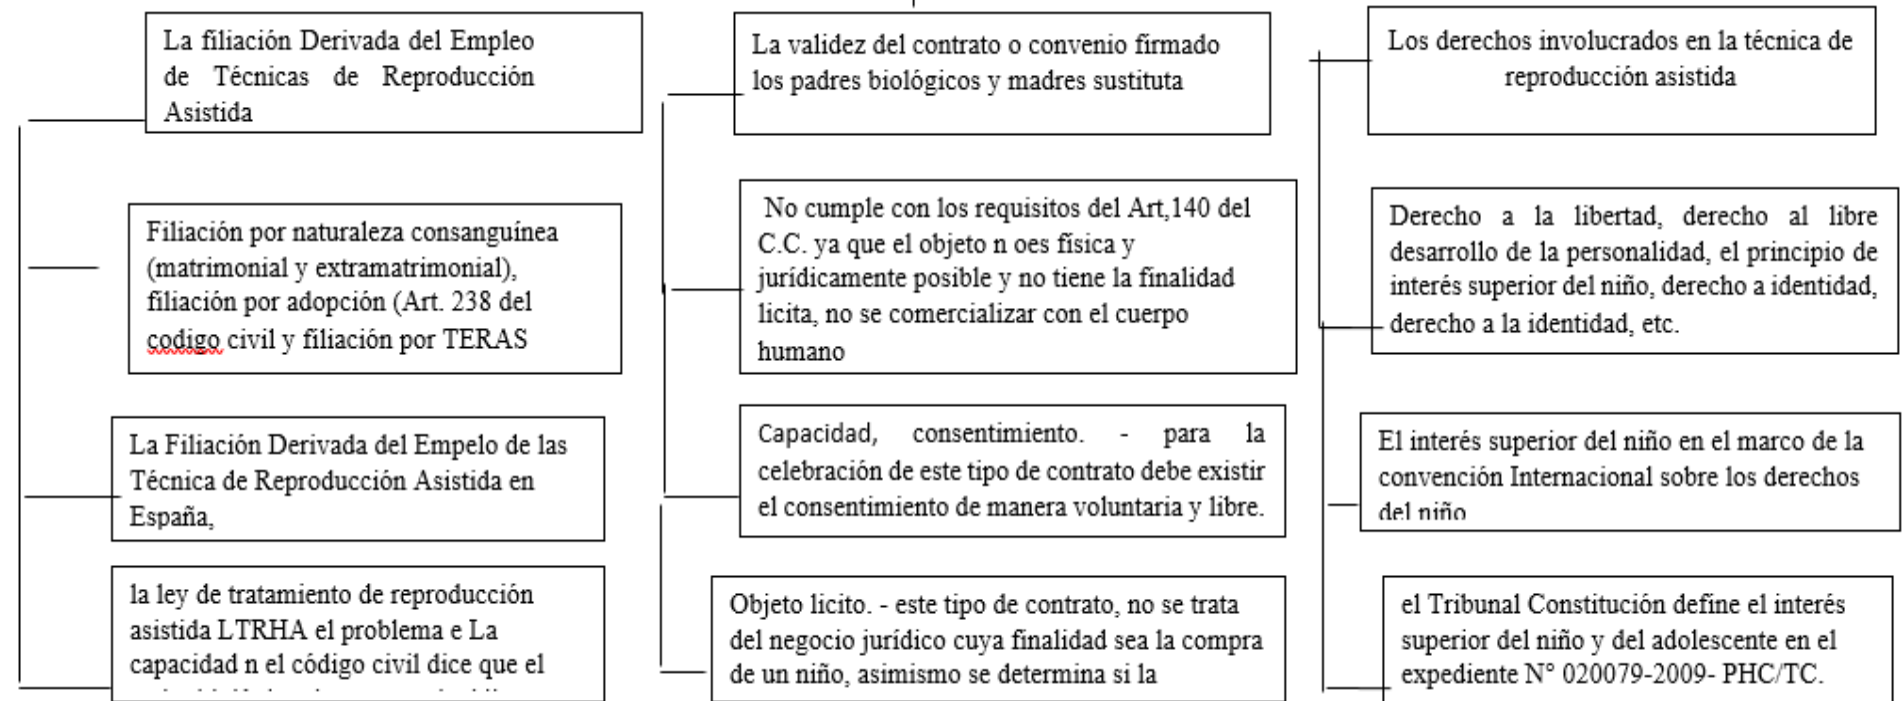 La filiación Derivada del Empleo
de Técnicas de Reproducción
Asistida
Filiación por naturaleza consanguínea
(matrimonial y extramatrimonial),
filiación por adopción (Art. 238 del
codigo civil y filiación por TERAS
La Filiación Derivada del Empelo de las
Técnica de Reproducción Asistida en
España,
la ley de tratamiento de reproducción
asistida LTRHA el problema e La
capacidad n el código civil dice que el
La validez del contrato o convenio firmado
los padres biológicos y madres sustituta
No cumple con los requisitos del Art,140 del
C.C. ya que el objeto n oes física y
jurídicamente posible y no tiene la finalidad
licita, no se comercializar con el cuerpo
humano
Capacidad, consentimiento. - para la
celebración de este tipo de contrato debe existir
el consentimiento de manera voluntaria y libre.
Objeto licito. - este tipo de contrato, no se trata
del negocio jurídico cuya finalidad sea la compra
de un niño, asimismo se determina si la
Los derechos involucrados en la técnica de
reproducción asistida
Derecho a la libertad, derecho al libre
desarrollo de la personalidad, el principio de
interés superior del niño, derecho a identidad,
derecho a la identidad, etc.
El interés superior del niño en el marco de la
convención Internacional sobre los derechos
del niño
el Tribunal Constitución define el interés
superior del niño y del adolescente en el
expediente N° 020079-2009- PHC/TC.